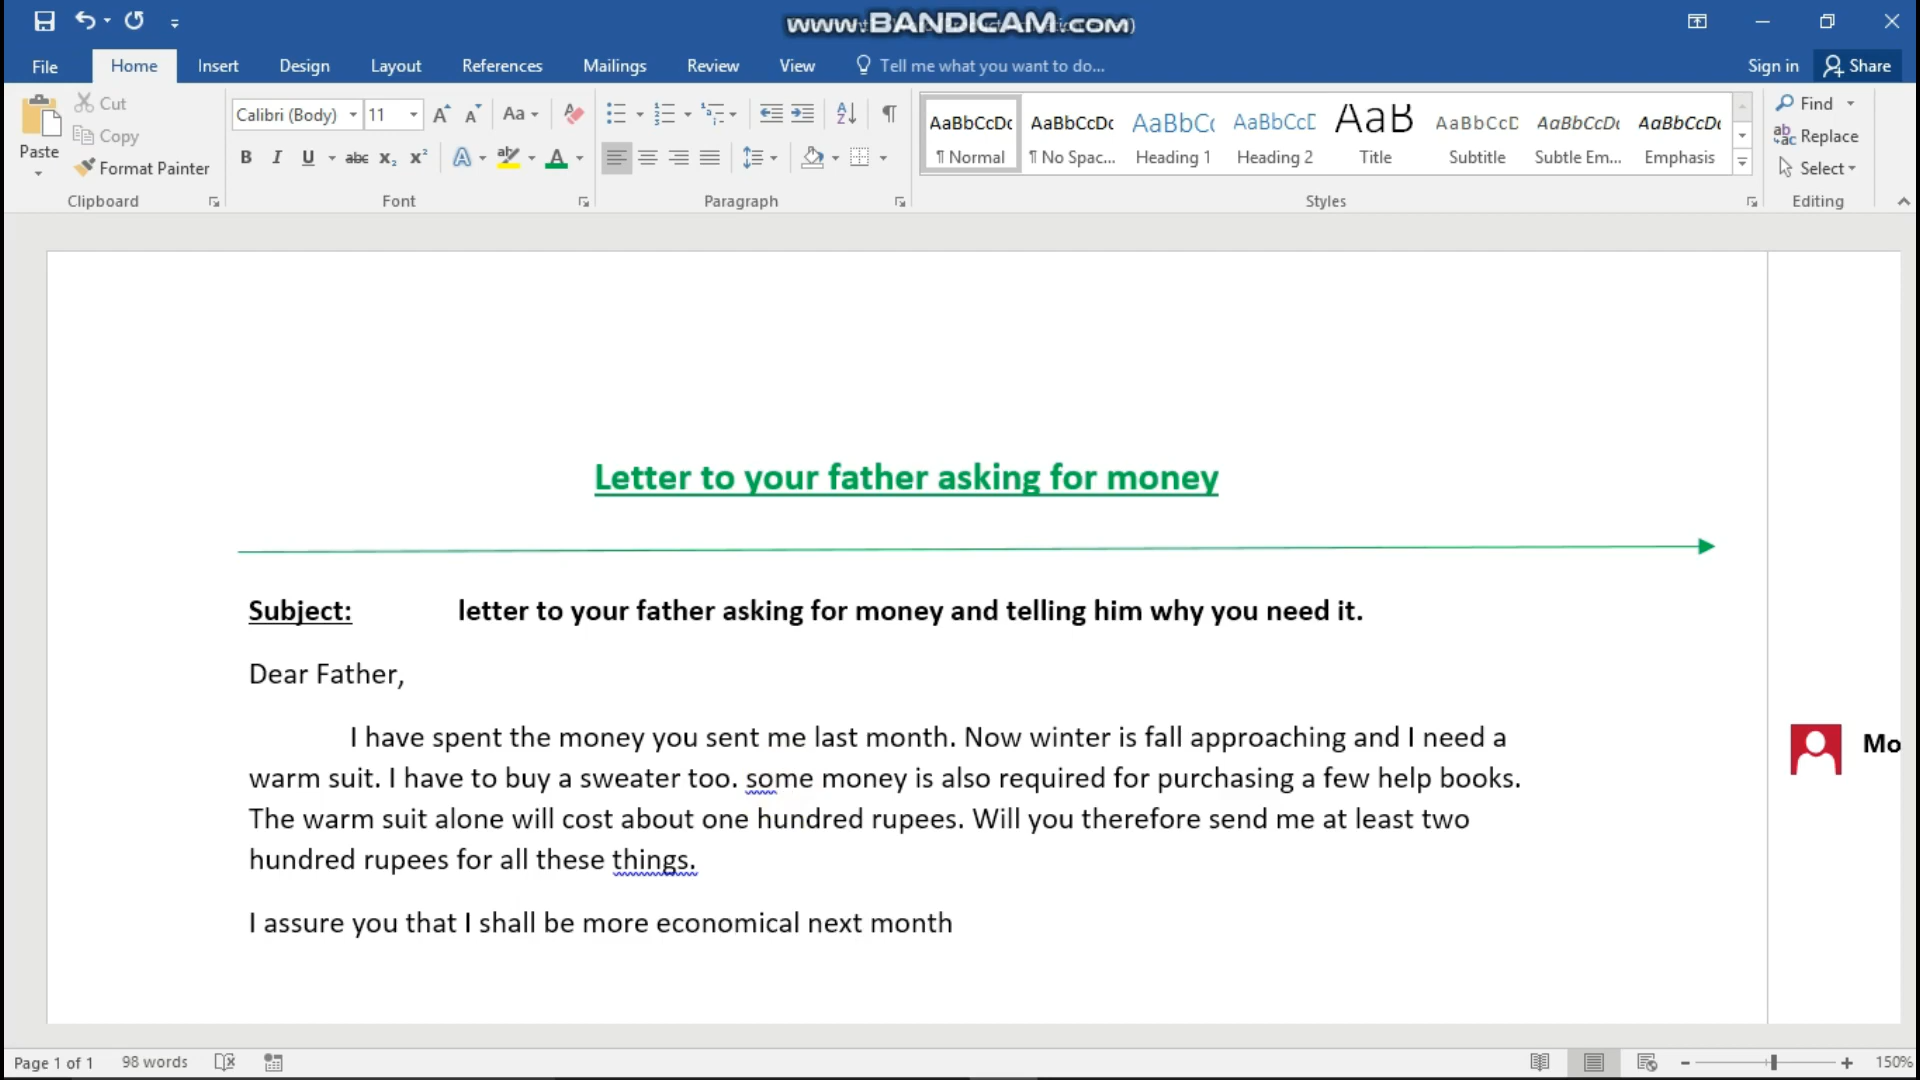 www.BANDICAM.com
File Home Insert Design Layout References Mailings Review View Tell me what you want to do... Sign in Share
Paste
Cut
Copy
Format Painter
Clipboard
Calibri (Body) 11
Font
Paragraph
AaBbCcDc AaBbCcDc AaBbCc AaBbCcD AaB AaBbCcD AaBbCcDc AaBbCcDc
¶ Normal ¶ No Spac... Heading 1 Heading 2 Title Subtitle Subtle Em... Emphasis
Styles
Find
Replace
Select
Editing
Letter to your father asking for money
Subject: letter to your father asking for money and telling him why you need it.
Dear Father,
I have spent the money you sent me last month. Now winter is fall approaching and I need a
warm suit. I have to buy a sweater too. some money is also required for purchasing a few help books.
The warm suit alone will cost about one hundred rupees. Will you therefore send me at least two
hundred rupees for all these things.
I assure you that I shall be more economical next month
Mo
Page 1 of 1 98 words 150%